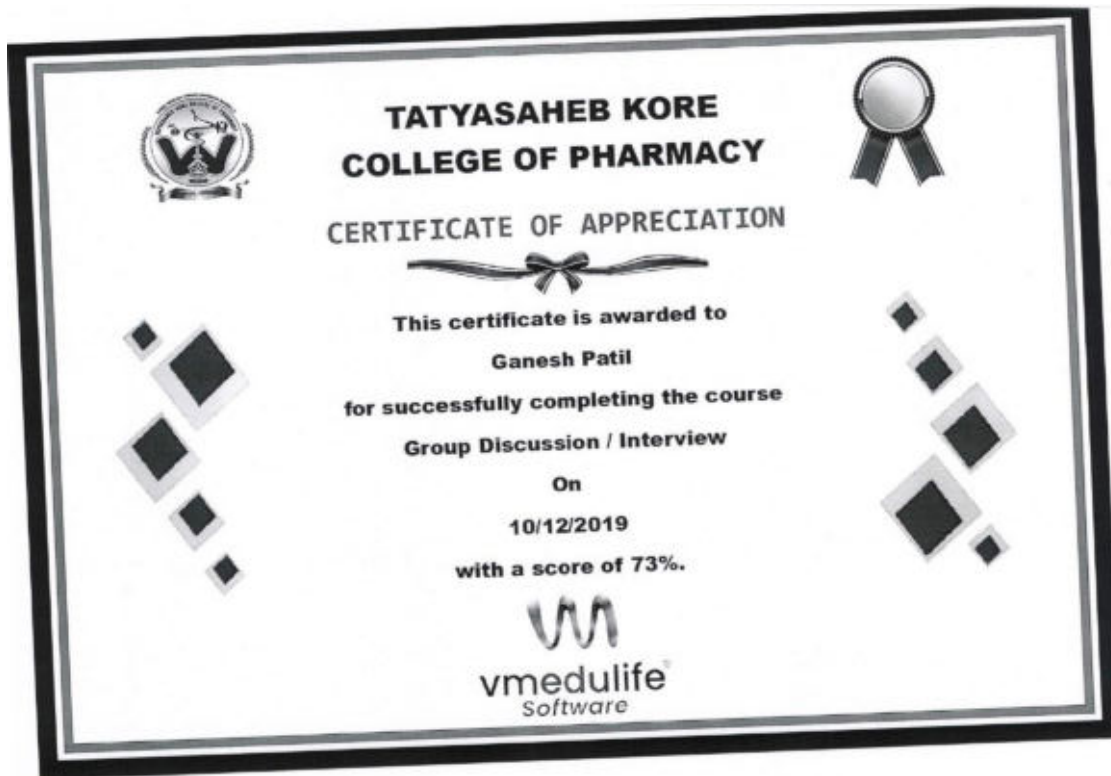 TATYASAHEB KORE
COLLEGE OF PHARMACY
CERTIFICATE OF APPRECIATION
This certificate is awarded to
Ganesh Patil
for successfully completing the course
Group Discussion / Interview
On
10/12/2019
with a score of 73%.
vmedulife®
Software